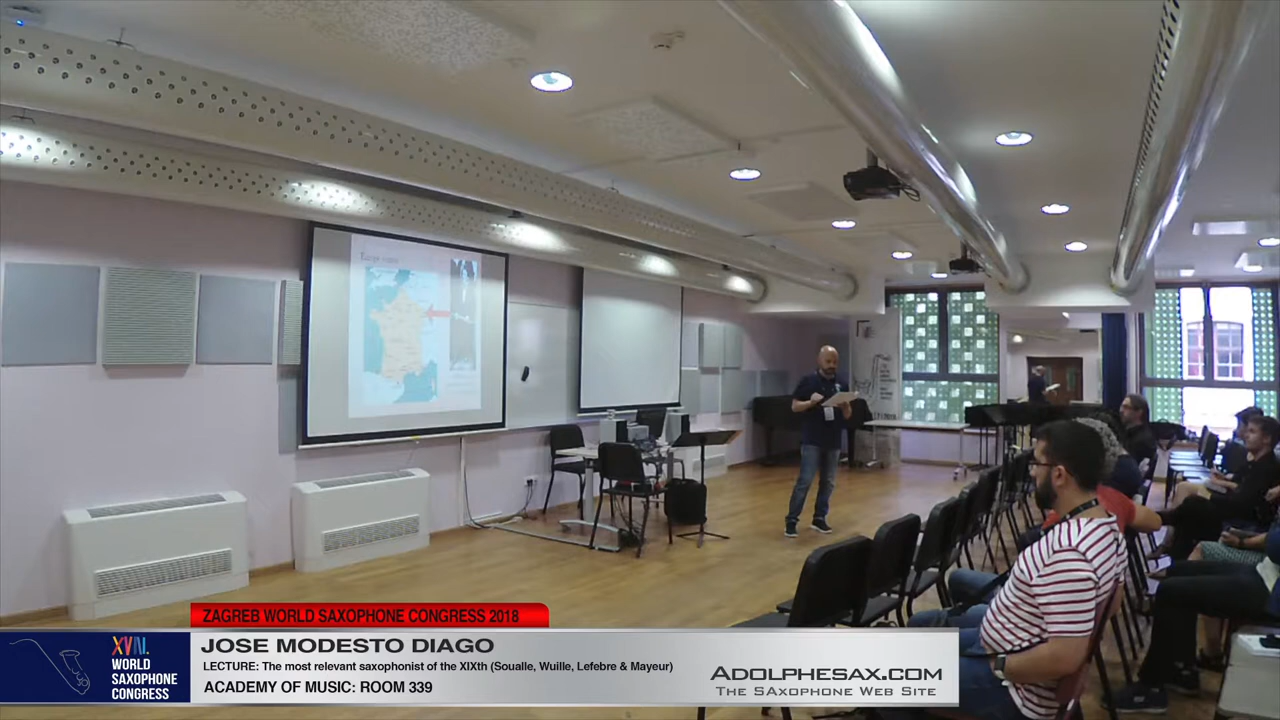 ZAGREB WORLD SAXOPHONE CONGRESS 2018
XVIII.
WORLD
SAXOPHONE
CONGRESS
JOSE MODESTO DIAGO
LECTURE: The most relevant saxophonist of the XIXth (Soualle, Wuille, Lefebre & Mayeur)
ACADEMY OF MUSIC: ROOM 339
ADOLPHESAX.COM
THE SAXOPHONE WEB SITE